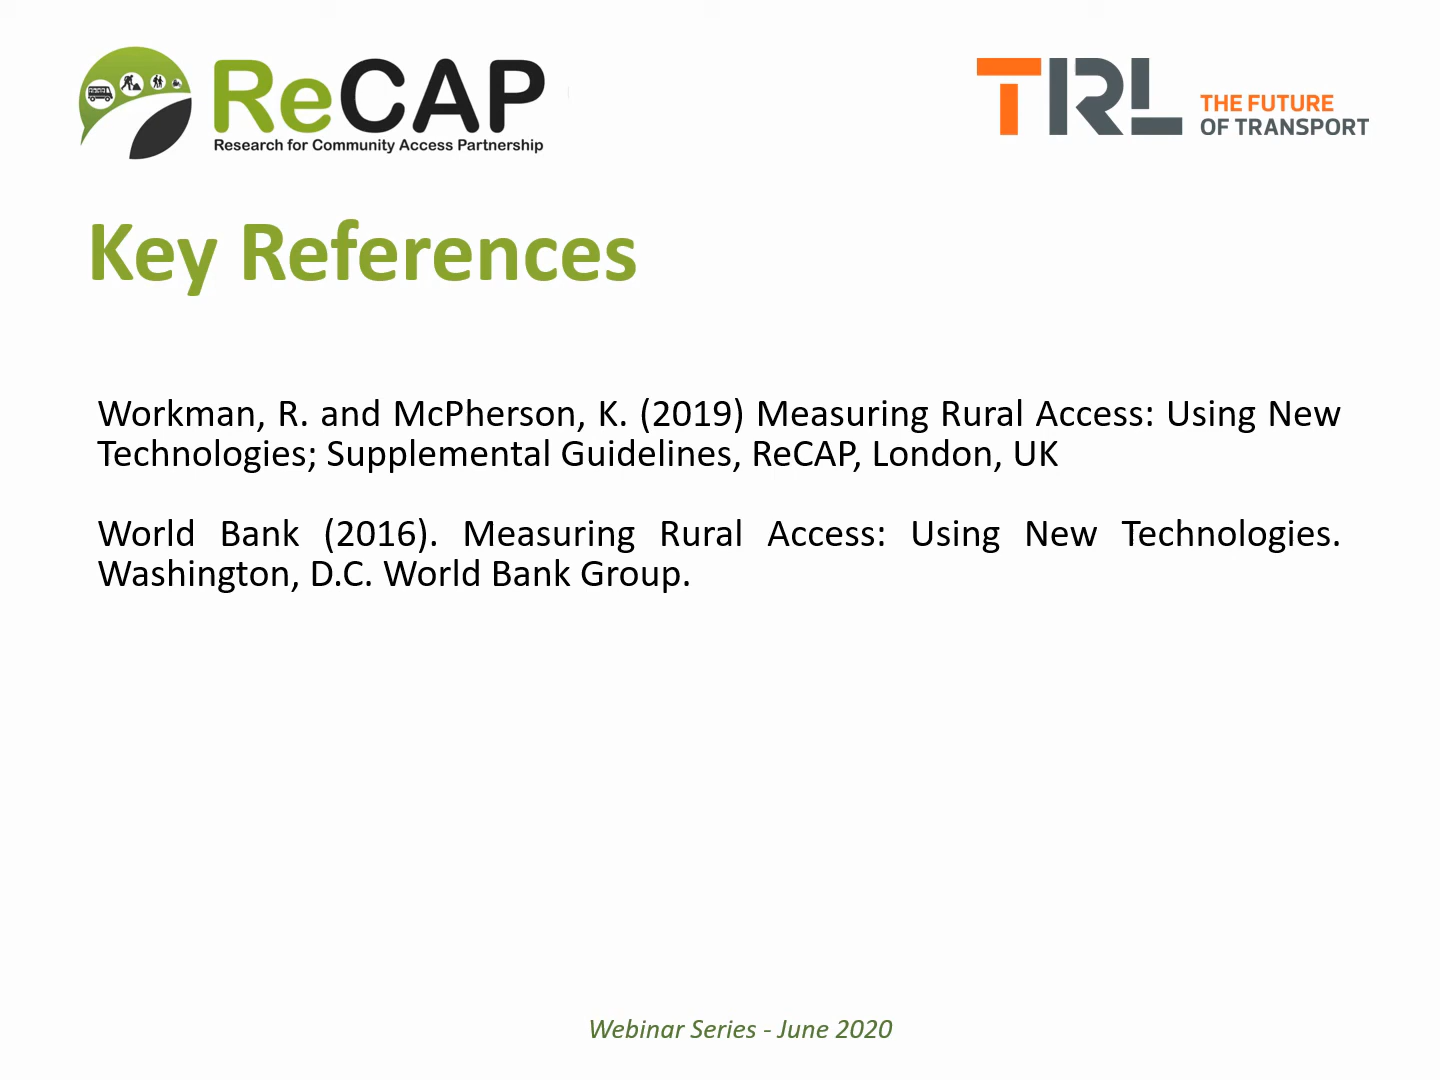 ReCAP
Research for Community Access Partnership
TRL
THE FUTURE
OF TRANSPORT
Key References
Workman, R. and McPherson, K. (2019) Measuring Rural Access: Using New
Technologies; Supplemental Guidelines, ReCAP, London, UK
World Bank (2016). Measuring Rural Access: Using New Technologies.
Washington, D.C. World Bank Group.
Webinar Series - June 2020